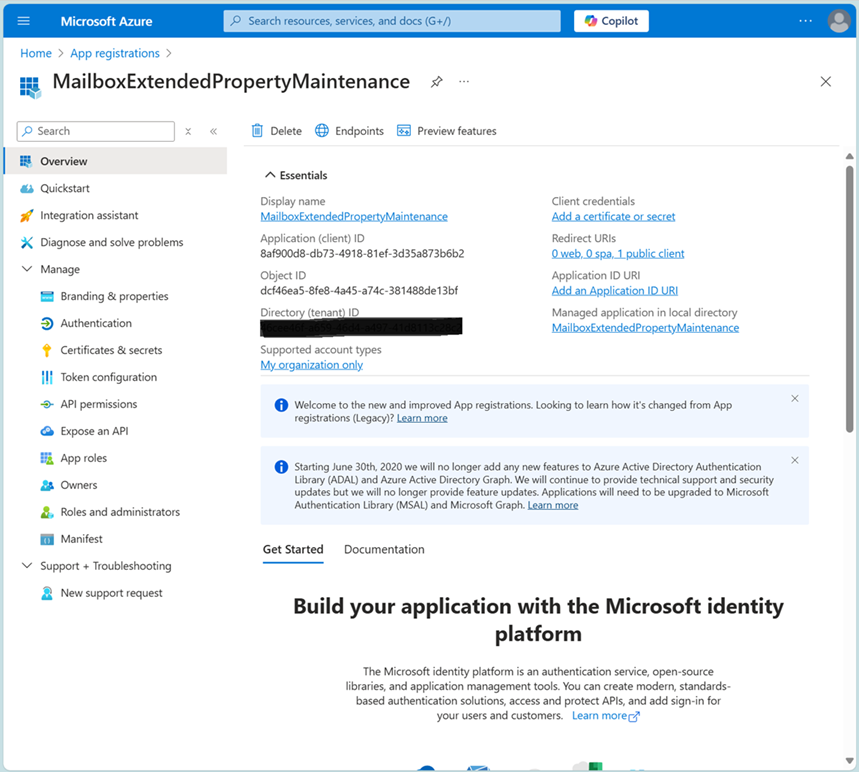 Microsoft Azure
Search resources, services, and docs (G+/)
Copilot
Home > App registrations >
MailboxExtendedPropertyMaintenance
Search
Overview
Quickstart
Integration assistant
Diagnose and solve problems
Manage
Branding & properties
Authentication
Certificates & secrets
Token configuration
API permissions
Expose an API
App roles
Owners
Roles and administrators
Manifest
Support + Troubleshooting
New support request
Delete
Endpoints
Preview features
Essentials
Display name
MailboxExtendedPropertyMaintenance
Application (client) ID
8af900d8-db73-4918-81ef-3d35a873b6b2
Object ID
dcf46ea5-8fe8-4a45-a74c-381488de13bf
Directory (tenant) ID
Supported account types
My organization only
Client credentials
Add a certificate or secret
Redirect URIs
0 web, 0 spa, 1 public client
Application ID URI
Add an Application ID URI
Managed application in local directory
MailboxExtendedPropertyMaintenance
Welcome to the new and improved App registrations. Looking to learn how it's changed from App
registrations (Legacy)? Learn more
Starting June 30th, 2020 we will no longer add any new features to Azure Active Directory Authentication
Library (ADAL) and Azure Active Directory Graph. We will continue to provide technical support and security
updates but we will no longer provide feature updates. Applications will need to be upgraded to Microsoft
Authentication Library (MSAL) and Microsoft Graph. Learn more
Get Started
Documentation
Build your application with the Microsoft identity
platform
The Microsoft identity platform is an authentication service, open-source
libraries, and application management tools. You can create modern, standards-
based authentication solutions, access and protect APIs, and add sign-in for
your users and customers. Learn more